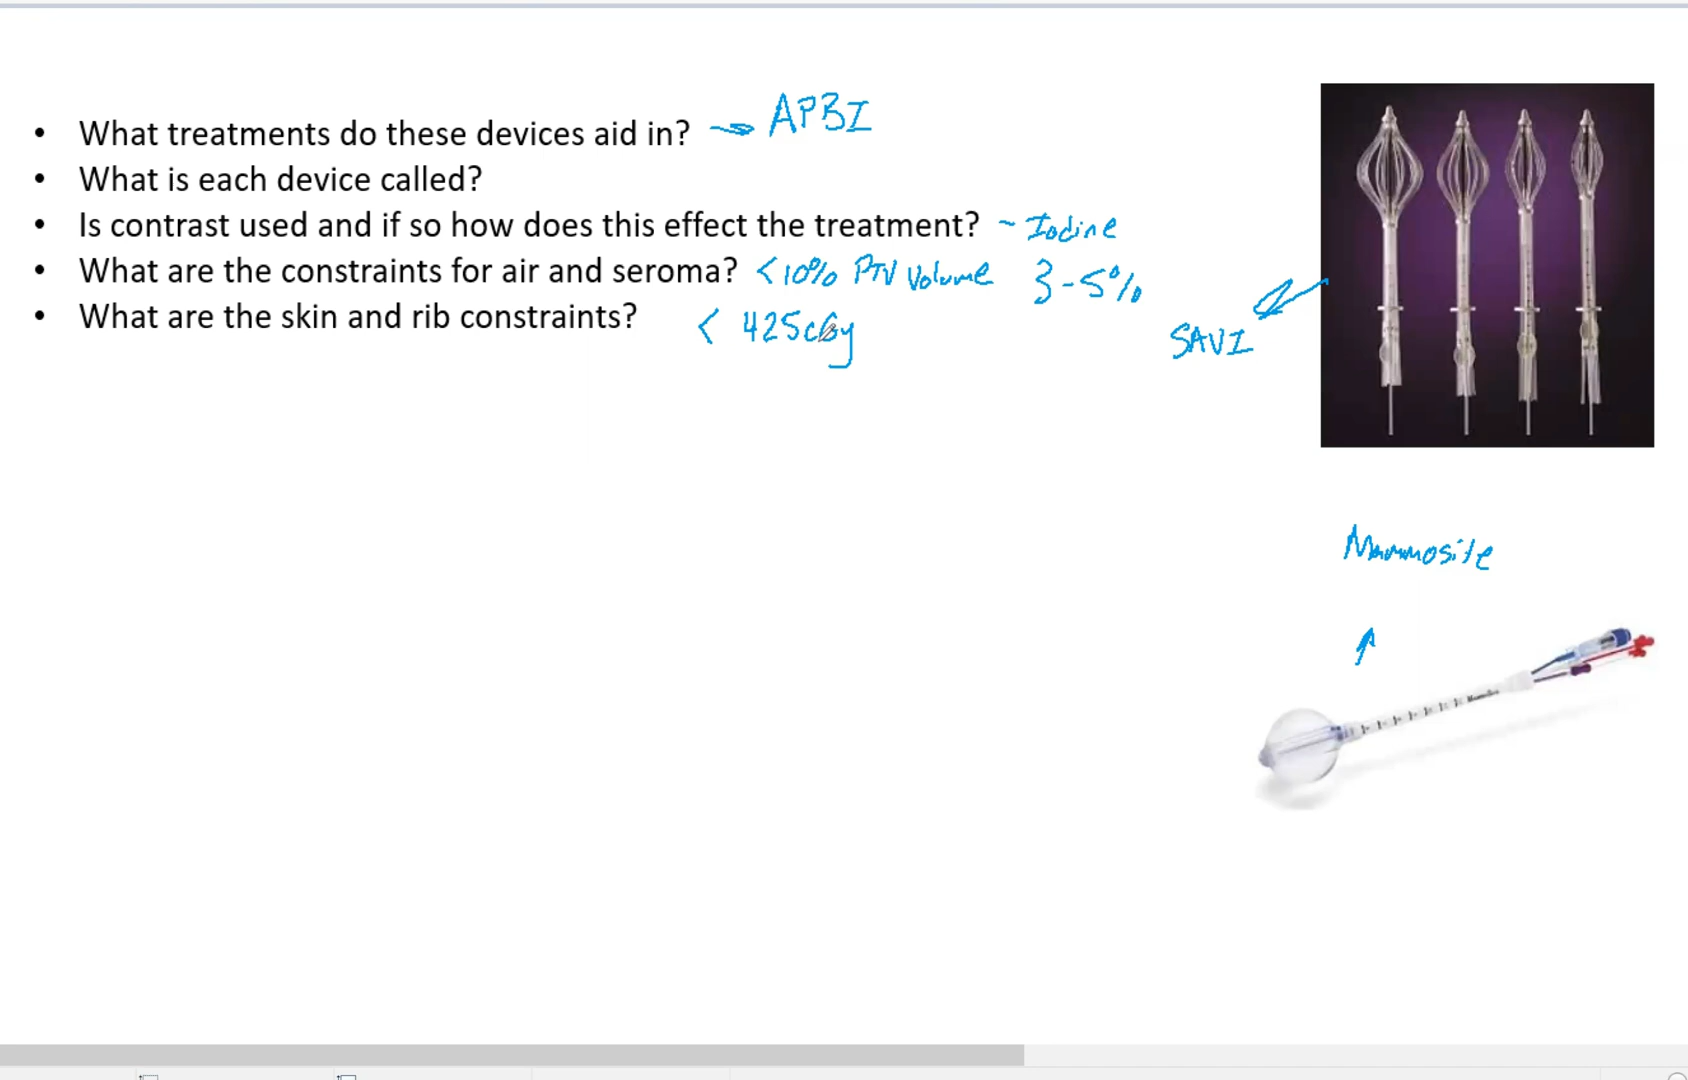 • What treatments do these devices aid in? → APBI
• What is each device called?
• Is contrast used and if so how does this effect the treatment? ~ Iodine
• What are the constraints for air and seroma? <10% PTV Volume 3-5%
• What are the skin and rib constraints? < 425cGy
SAVI
Mammosite